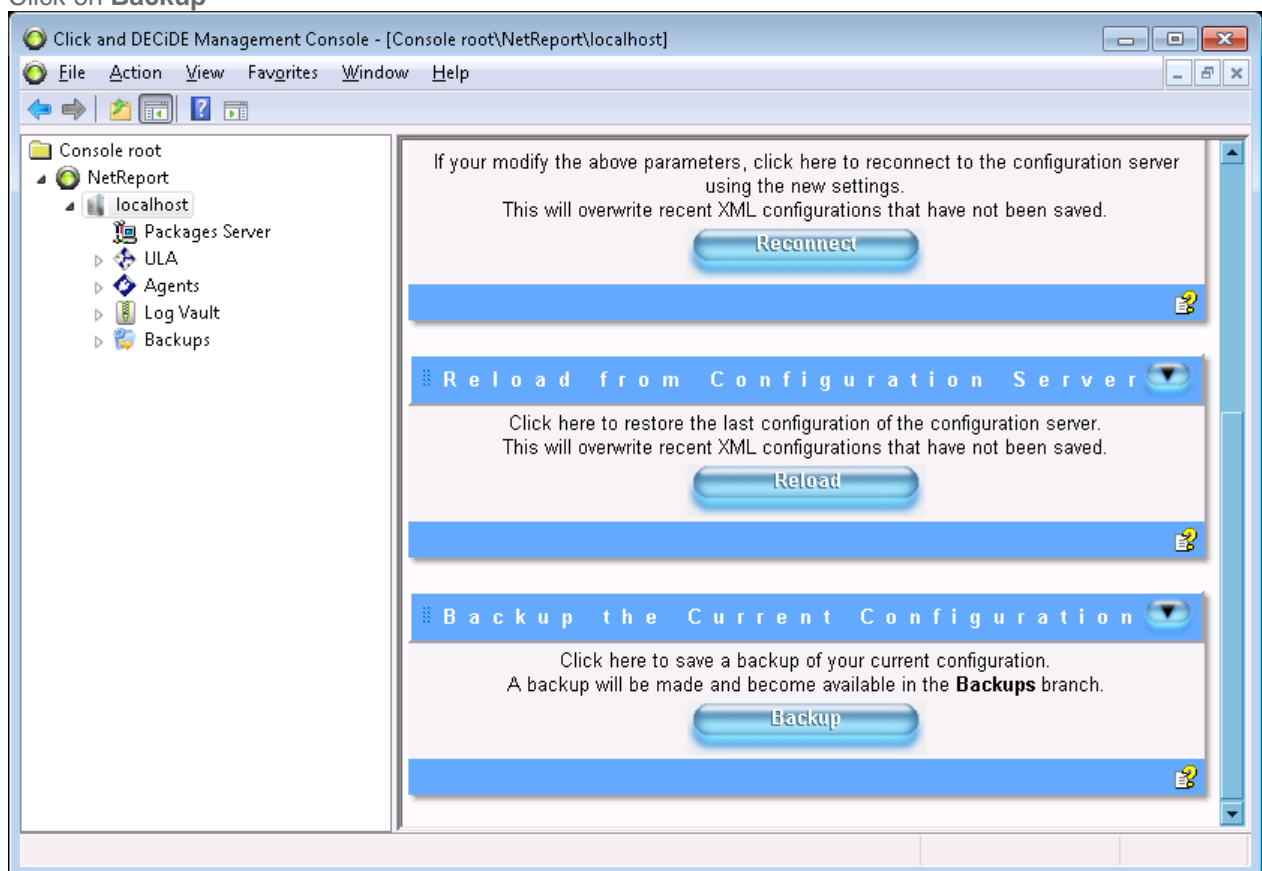 Click on Backup
Click and DECiDE Management Console - [Console root\NetReport\localhost]
File Action View Favorites Window Help
Console root
NetReport
localhost
Packages Server
ULA
Agents
Log Vault
Backups
If your modify the above parameters, click here to reconnect to the configuration server
using the new settings.
This will overwrite recent XML configurations that have not been saved.
Reconnect
Reload from Configuration Server
Click here to restore the last configuration of the configuration server.
This will overwrite recent XML configurations that have not been saved.
Reload
Backup the Current Configuration
Click here to save a backup of your current configuration.
A backup will be made and become available in the Backups branch.
Backup